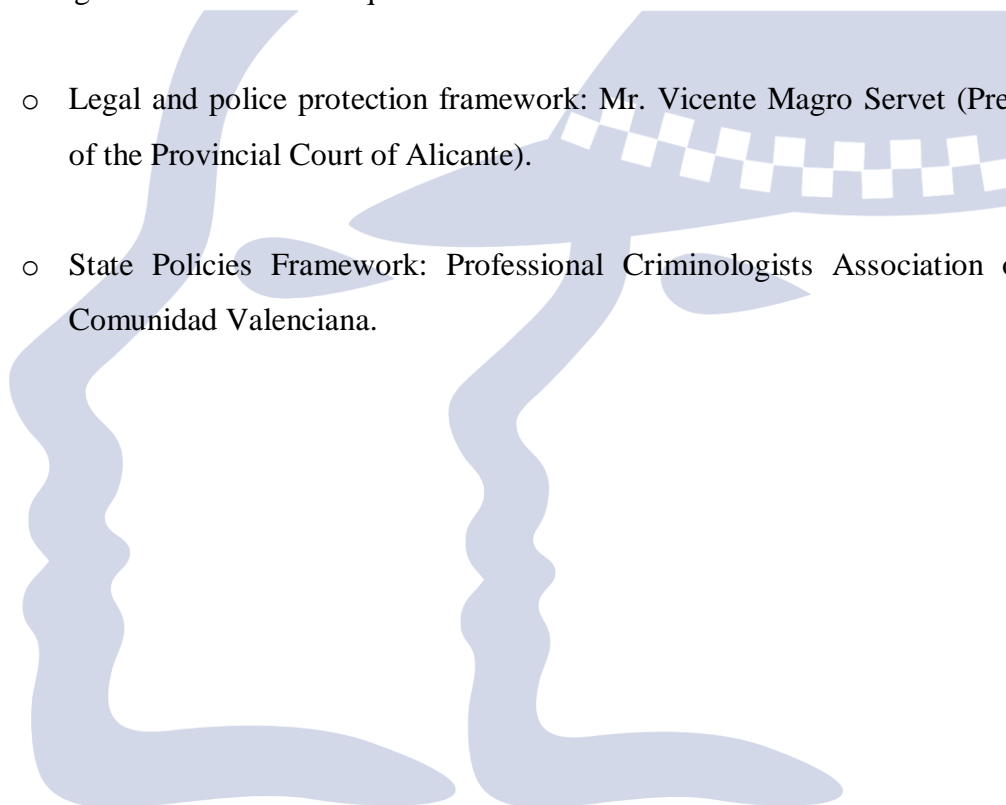 o Legal and police protection framework: Mr. Vicente Magro Servet (Pre
of the Provincial Court of Alicante).
o State Policies Framework: Professional Criminologists Association
Comunidad Valenciana.